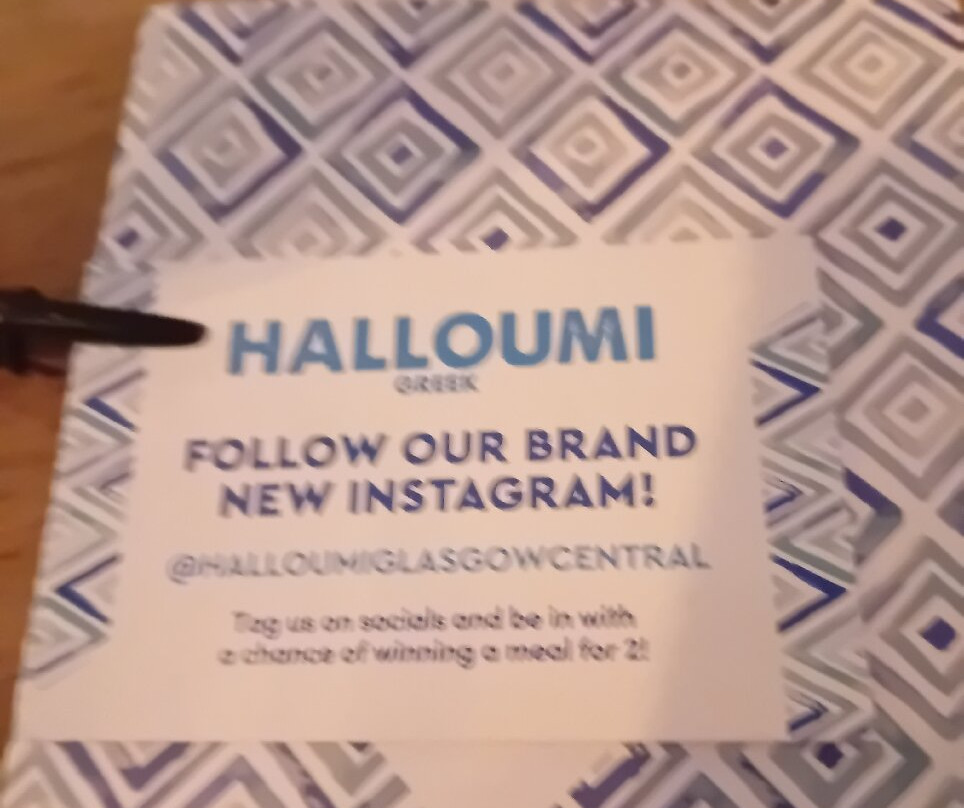 HALLOUMI
GREEK
FOLLOW OUR BRAND
NEW INSTAGRAM!
@HALLOUMIGLASGOWCENTRAL
Tag us on socials and be in with
a chance of winning a meal for 2!